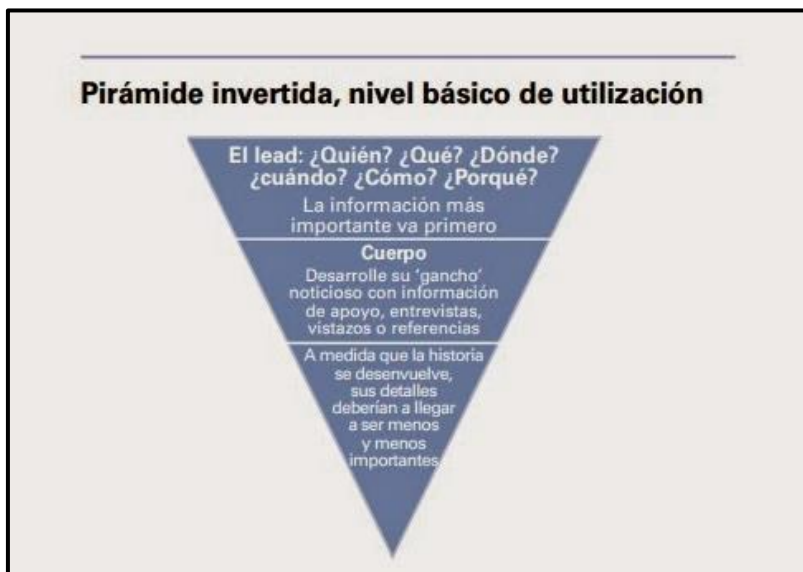 Pirámide invertida, nivel básico de utilización
El lead: ¿Quién? ¿Qué? ¿Dónde?
¿cuándo? ¿Cómo? ¿Porqué?
La información más
importante va primero
Cuerpo
Desarrolle su ‘gancho’
noticioso con información
de apoyo, entrevistas,
vistazos o referencias
A medida que la historia
se desenvuelve,
sus detalles
deberían a llegar
a ser menos
y menos
importantes